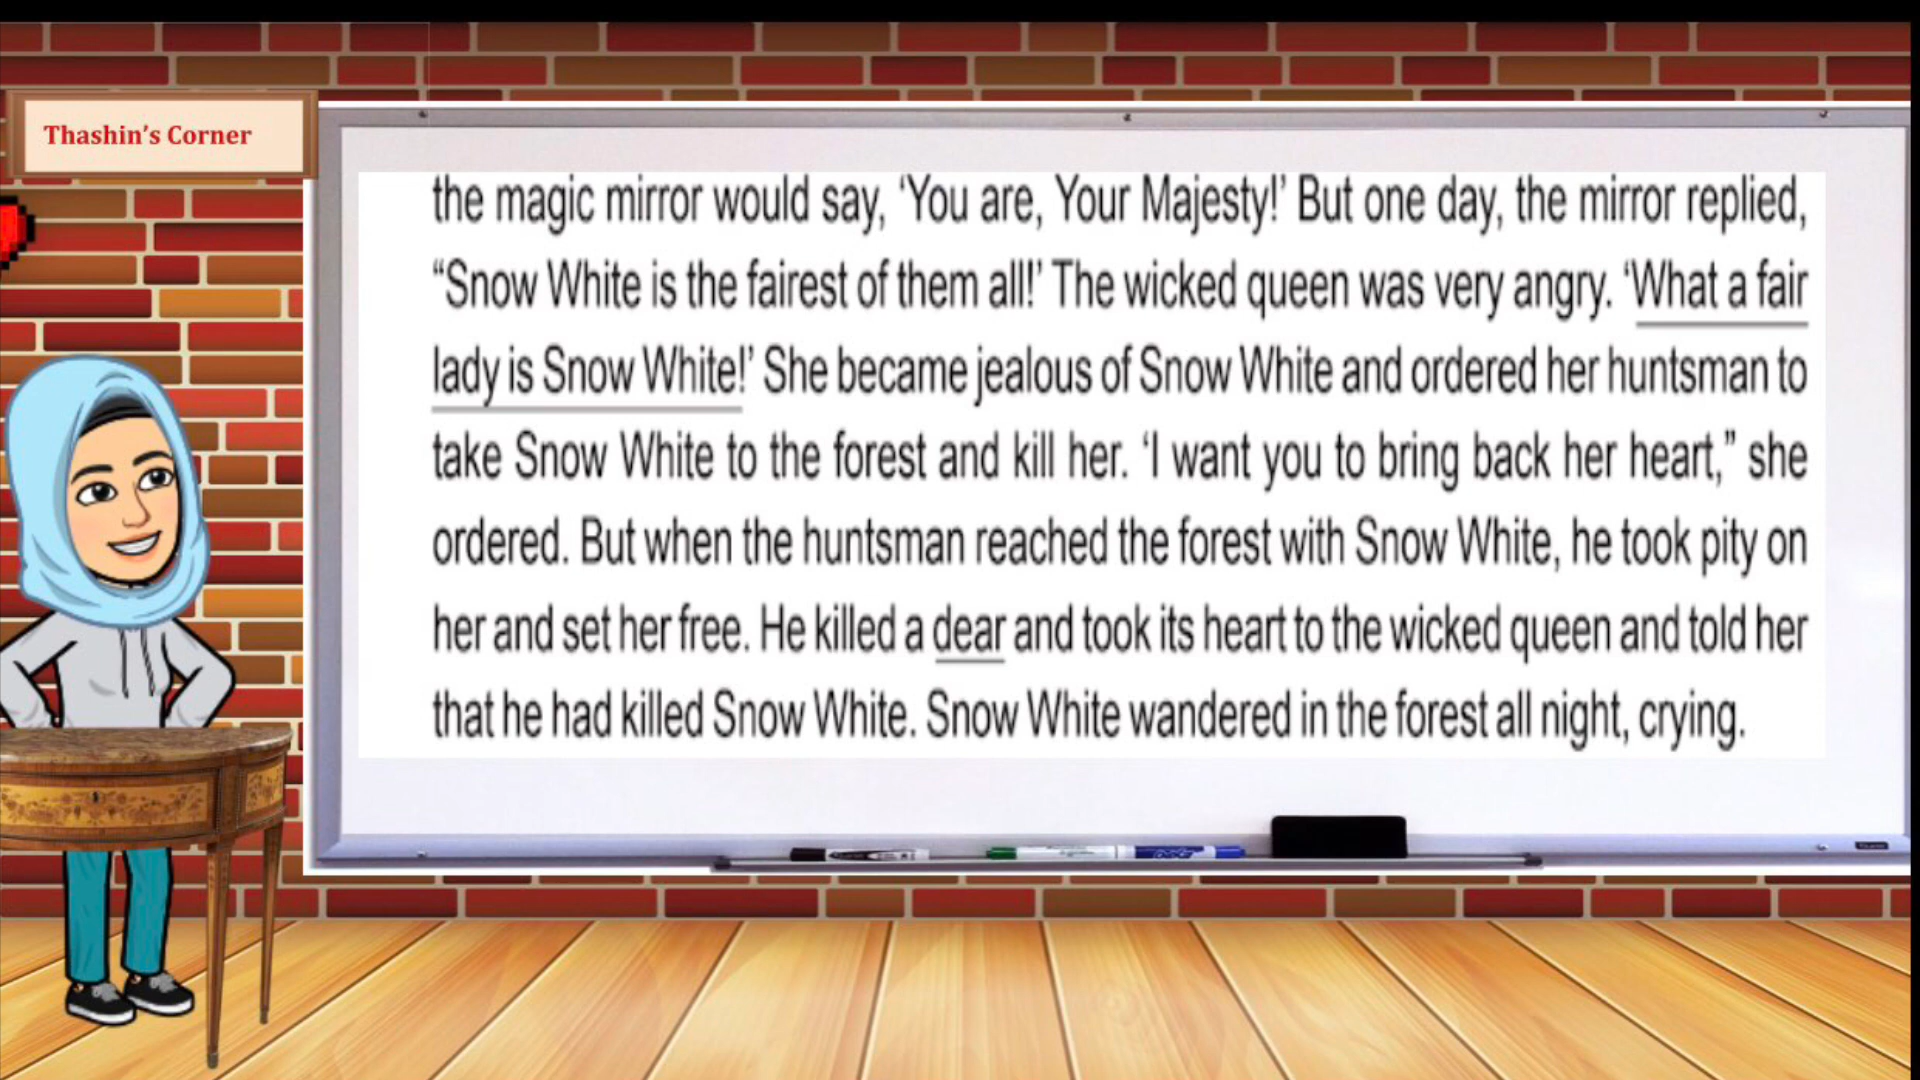 Thashin's Corner
the magic mirror would say, ‘You are, Your Majesty!’ But one day, the mirror replied,
“Snow White is the fairest of them all!’ The wicked queen was very angry. ‘What a fair
lady is Snow White!’ She became jealous of Snow White and ordered her huntsman to
take Snow White to the forest and kill her. ‘I want you to bring back her heart,” she
ordered. But when the huntsman reached the forest with Snow White, he took pity on
her and set her free. He killed a dear and took its heart to the wicked queen and told her
that he had killed Snow White. Snow White wandered in the forest all night, crying.